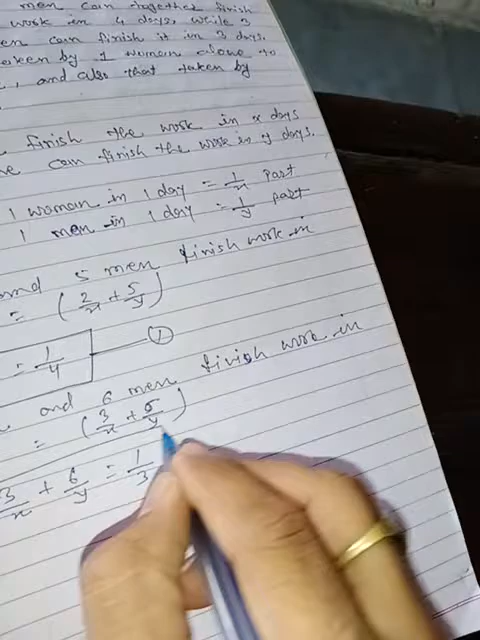 men can together finish
work in 4 days, while 3
en can finish it in 3 days.
taken by 1 woman alone to
, and also that taken by
finish the work in x days
ne can finish the work in y days.
1 woman in 1 day = 1/x part
1 men in 1 day = 1/y part
and 5 men finish work in
= (2/x + 5/y)
= 1/4 ①
and 6 men finish work in
= (3/x + 6/y)
3/x + 6/y = 1/3